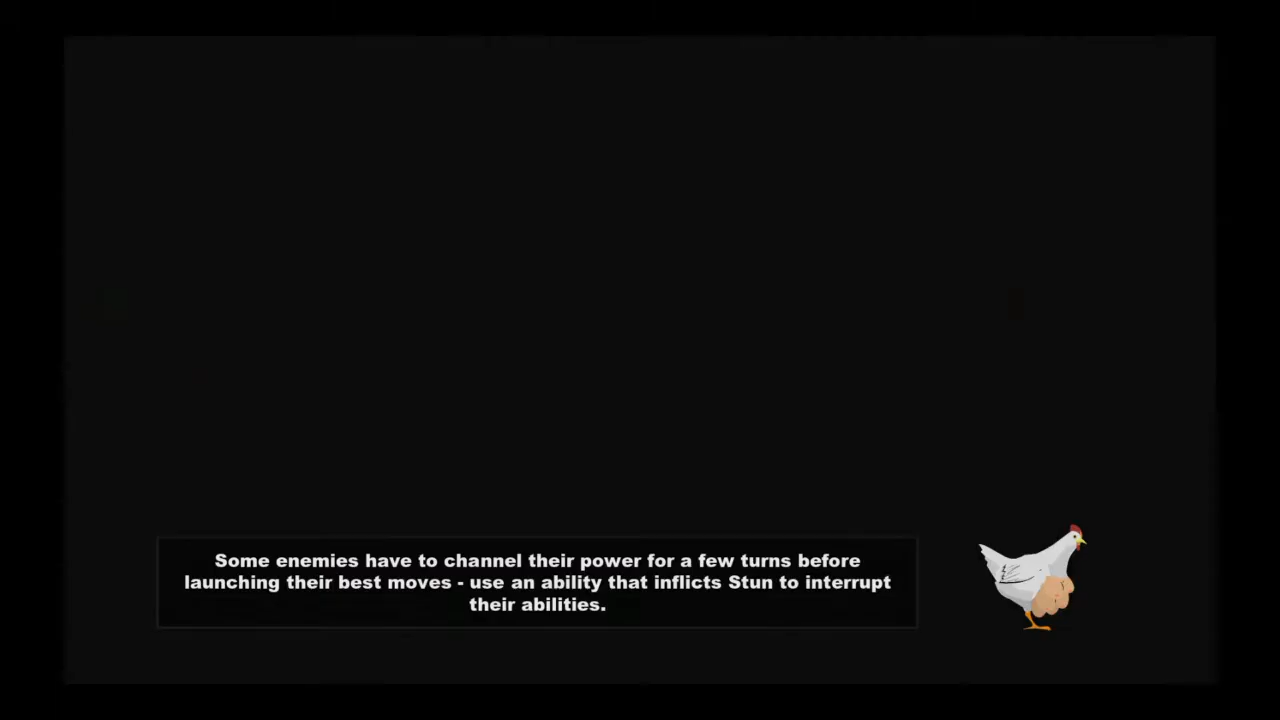 Some enemies have to channel their power for a few turns before
launching their best moves - use an ability that inflicts Stun to interrupt
their abilities.